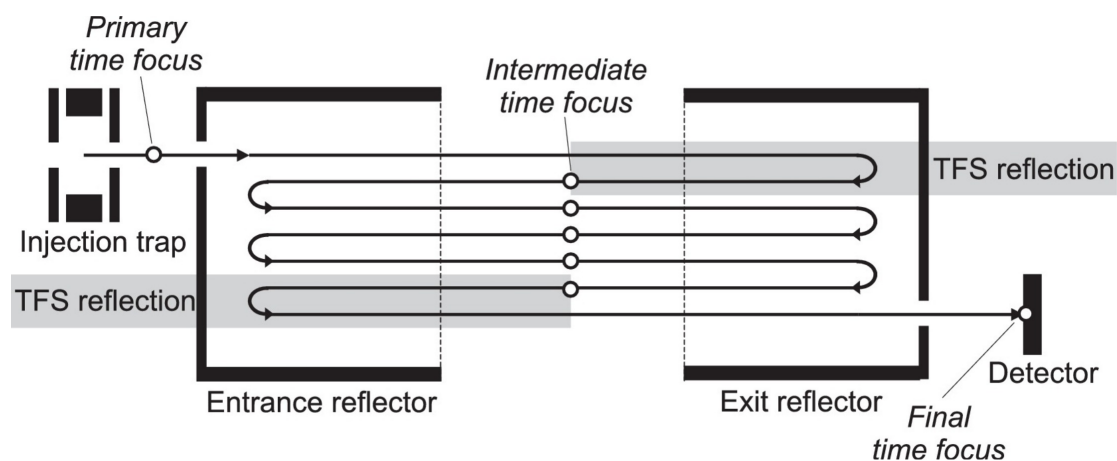 Primary
time focus
Intermediate
time focus
TFS reflection
Injection trap
TFS reflection
Entrance reflector
Exit reflector
Detector
Final
time focus